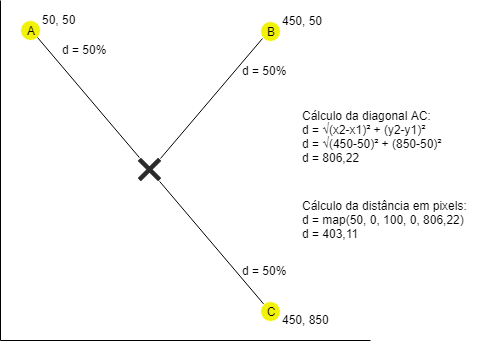 50, 50
A
d = 50%
450, 50
B
d = 50%
Cálculo da diagonal AC:
d = √(x2-x1)² + (y2-y1)²
d = √(450-50)² + (850-50)²
d = 806,22
Cálculo da distância em pixels:
d = map(50, 0, 100, 0, 806,22)
d = 403,11
d = 50%
C
450, 850